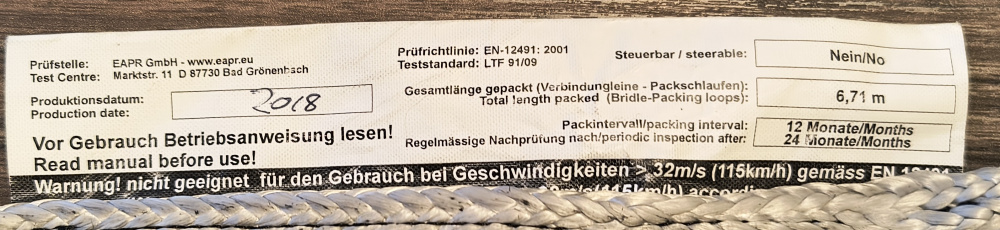 Prüfstelle: EAPR GmbH - www.eapr.eu
Test Centre: Marktstr. 11 D 87730 Bad Grönenbach
Produktionsdatum:
Production date: 2018
Vor Gebrauch Betriebsanweisung lesen!
Read manual before use!
Prüfrichtlinie: EN-12491: 2001
Teststandard: LTF 91/09
Steuerbar / steerable: Nein/No
Gesamtlänge gepackt (Verbindungleine - Packschlaufen):
Total length packed (Bridle-Packing loops): 6,71 m
Packintervall/packing interval: 12 Monate/Months
Regelmässige Nachprüfung nach/periodic inspection after: 24 Monate/Months
Warnung! nicht geeignet für den Gebrauch bei Geschwindigkeiten > 32m/s (115km/h) gemäss EN
(115km/h)